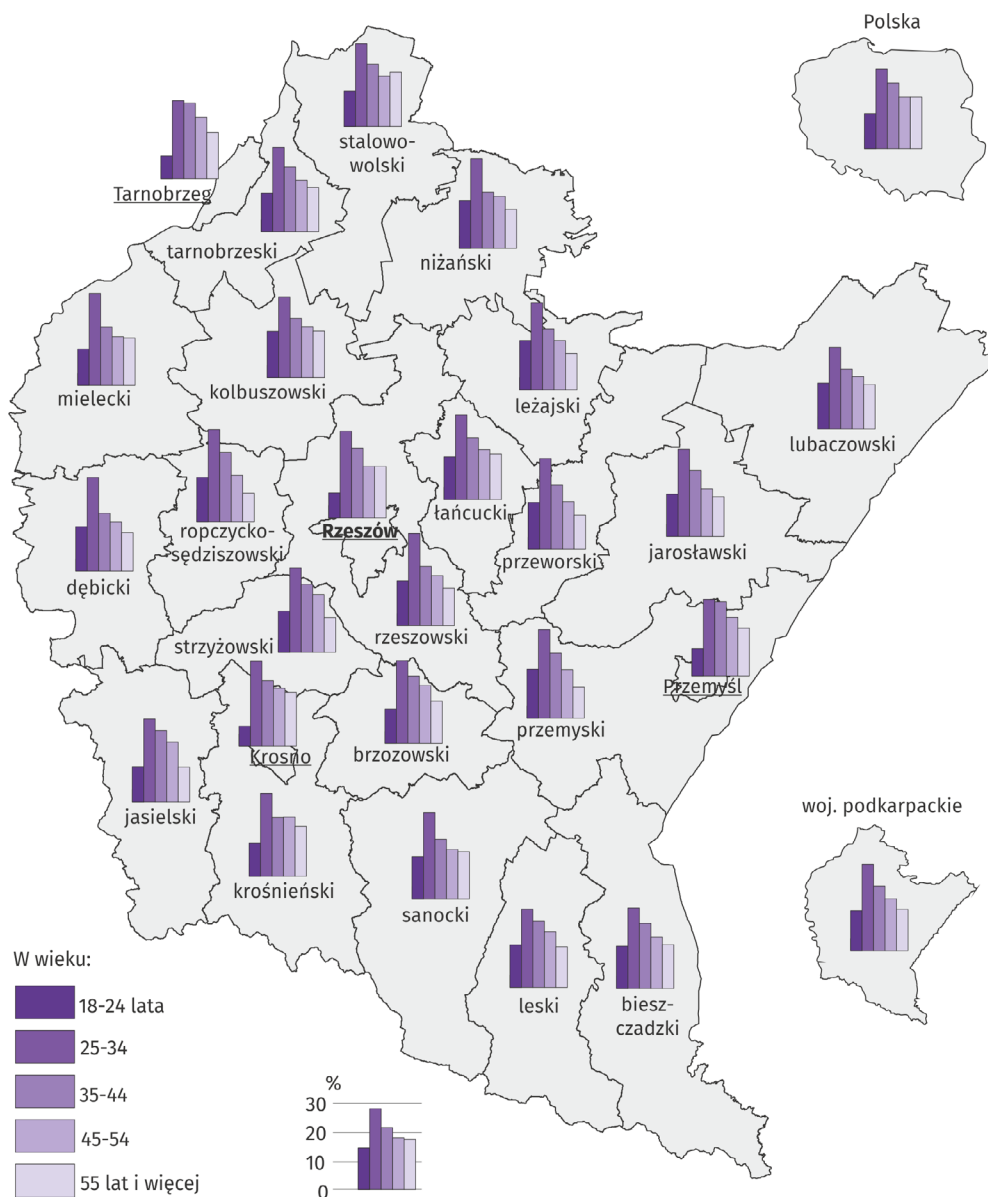 Polska
stalowo-
wolski
Tarnobrzeg
tarnobrzeski
niżański
mielecki
kolbuszowski
leżajski
lubaczowski
ropczycko-
sędziszowski
Rzeszów
łańcucki
przeworski
jarosławski
dębicki
strzyżowski
rzeszowski
Przemyśl
Krosno
brzozowski
przemyski
jasielski
woj. podkarpackie
krośnieński
sanocki
leski
biesz-
czadzki
W wieku:
18-24 lata
25-34
35-44
45-54
55 lat i więcej
%
30
20
10
0